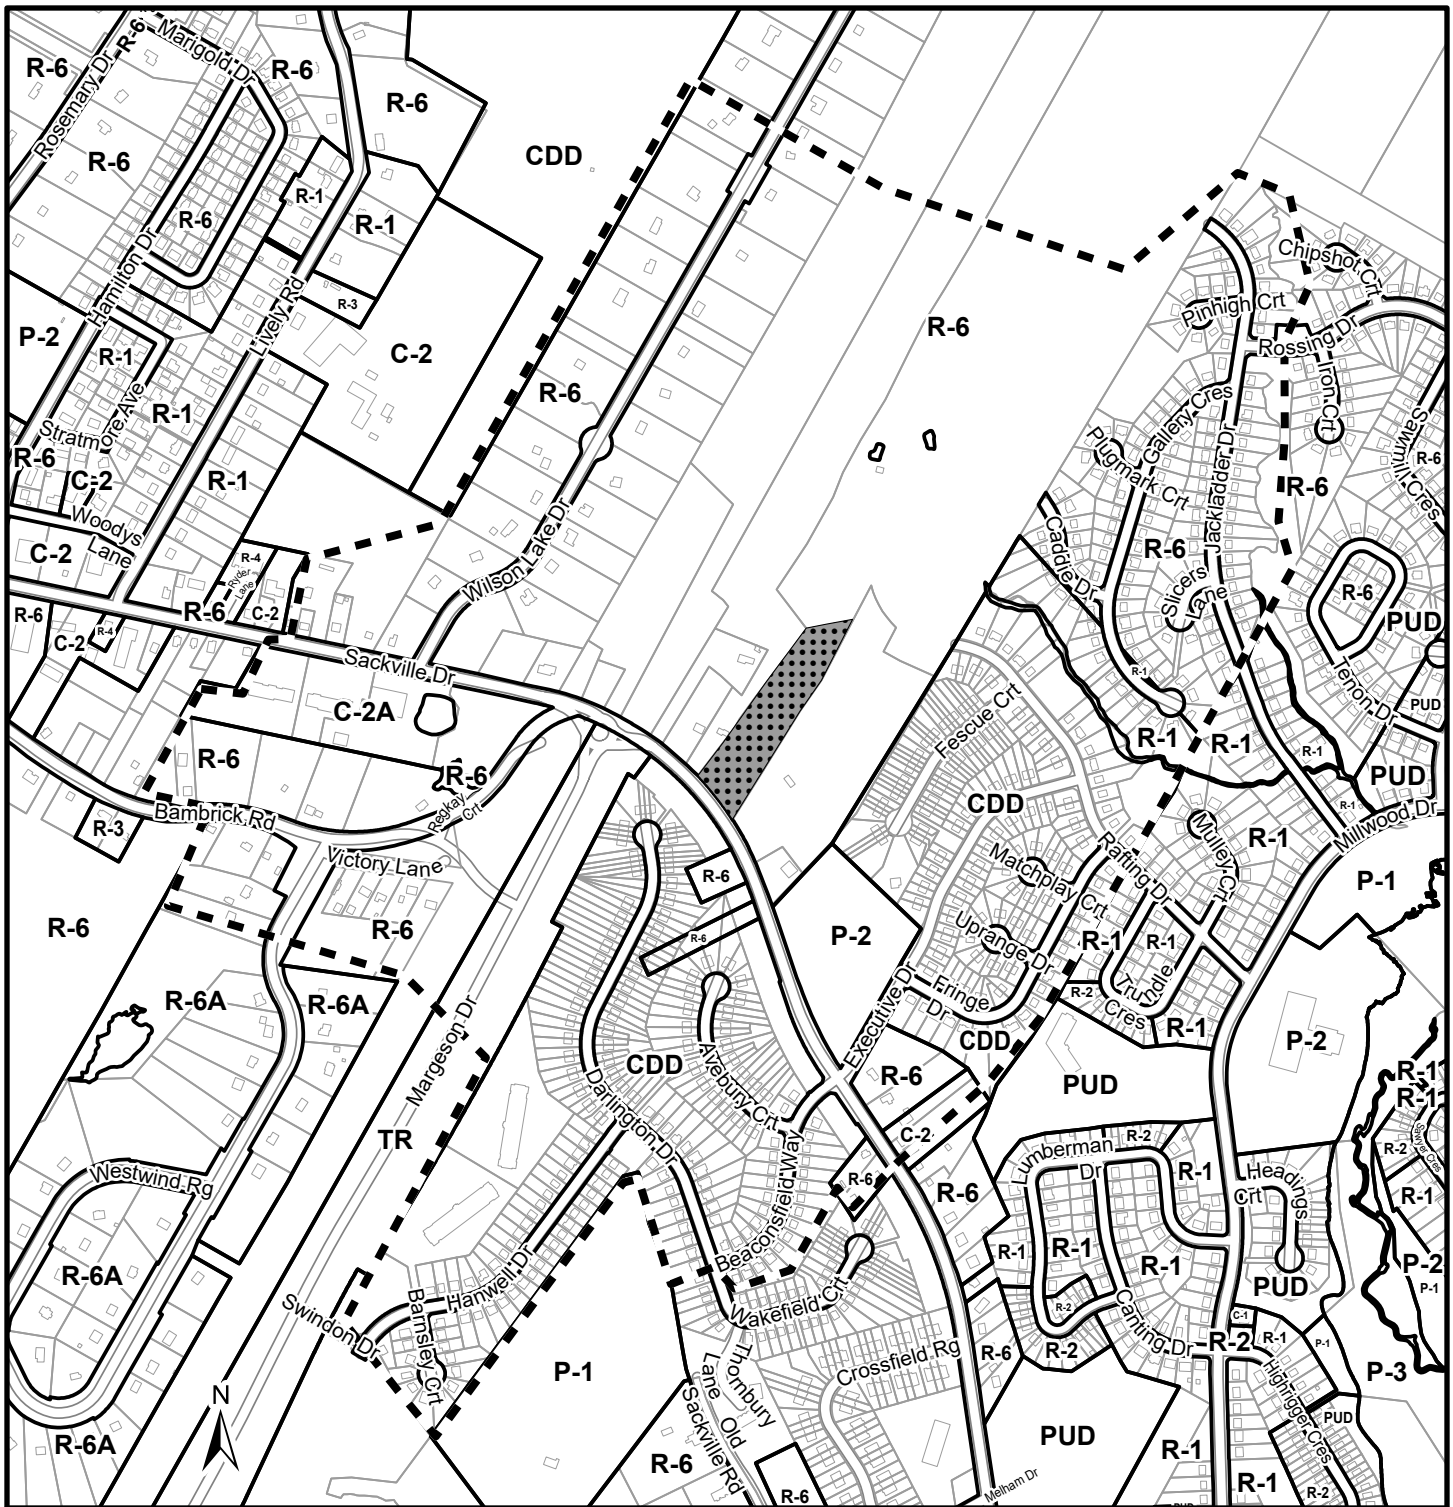 R-6
Marigold Dr
R-6
Rosemary Dr
R-6
R-6
R-6
CDD
R-6
R-1
R-1
Hamilton Dr
R-3
Lively Rd
P-2
R-1
C-2
R-1
Stratmore Ave
R-6
C-2
R-1
R-6
R-6
Chipshot Crt
Pinhigh Crt
Rossing Dr
Iron Crt
Gallery Cres
Plugmark Crt
Jackladder Dr
Sawmill Cres
R-6
R-6
Woodys
Lane
C-2
R-4
Ryder
Lane
R-6
C-2
R-6
C-2
R-4
Wilson Lake Dr
Sackville Dr
C-2A
R-6
R-6
Regkay
Crt
Bambrick Rd
R-3
Victory Lane
R-6
R-6
Caddie Dr
R-6
Slicers
Lane
R-6
PUD
Tenon Dr
PUD
R-1
R-1
R-1
R-1
PUD
R-1
Millwood Dr
Fescue Crt
CDD
Mulley Crt
R-1
Rafting Dr
Matchplay Crt
P-1
R-6
R-6
P-2
Uprange Dr
R-1
R-1
R-2
Trundle
Cres
R-1
Fringe
Dr
Executive Dr
CDD
P-2
R-6A
R-6A
Margeson Dr
CDD
Avebury Crt
Darlington Dr
R-6
PUD
R-1
R-1
Sawyer Cres
R-2
R-1
TR
C-2
Lumberman
Dr
R-2
R-1
Headings
Crt
R-6
R-6
Westwind Rg
Beaconsfield Way
R-1
R-1
R-1
PUD
P-2
P-1
R-6A
Hanwell Dr
Swindon Dr
Barnsley Crt
Wakefield Crt
R-2
R-2
Canting Dr
C-1
R-2
R-1
P-1
P-3
Highrigger Cres
R-6
Crossfield Rg
P-1
Thornbury
Lane
Old
Sackville Rd
N
R-6A
R-6
R-6
PUD
PUD
R-1
R-1
R-2
Melham Dr
PUD